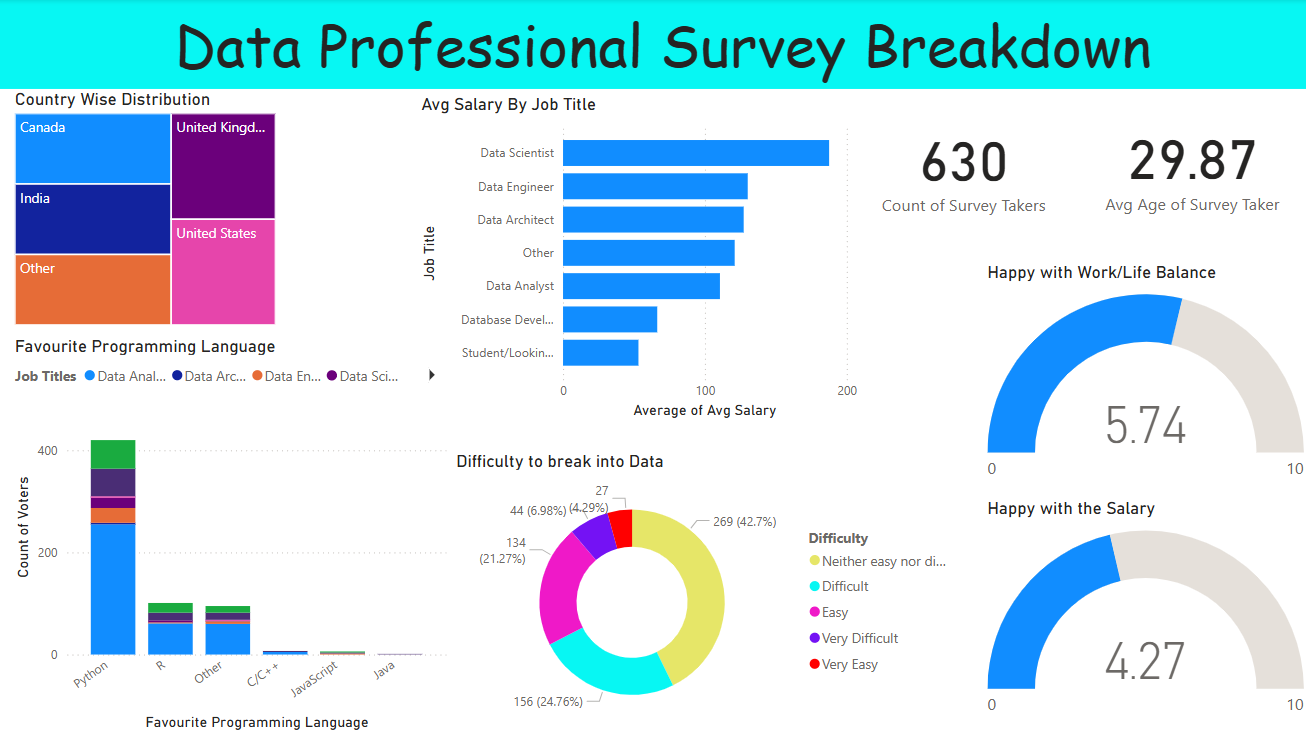 Data Professional Survey Breakdown
Country Wise Distribution
Canada
United Kingd...
India
United States
Other
Avg Salary By Job Title
Job Title
Data Scientist
Data Engineer
Data Architect
Other
Data Analyst
Database Devel...
Student/Lookin...
0
100
200
Average of Avg Salary
630
Count of Survey Takers
29.87
Avg Age of Survey Taker
Happy with Work/Life Balance
5.74
0
10
Favourite Programming Language
Job Titles
Data Anal...
Data Arc...
Data En...
Data Sci...
Count of Voters
400
200
0
Python
R
Other
C/C++
JavaScript
Java
Favourite Programming Language
Difficulty to break into Data
27
(4.29%)
44 (6.98%)
134
(21.27%)
269 (42.7%)
156 (24.76%)
Difficulty
Neither easy nor di...
Difficult
Easy
Very Difficult
Very Easy
Happy with the Salary
4.27
0
10